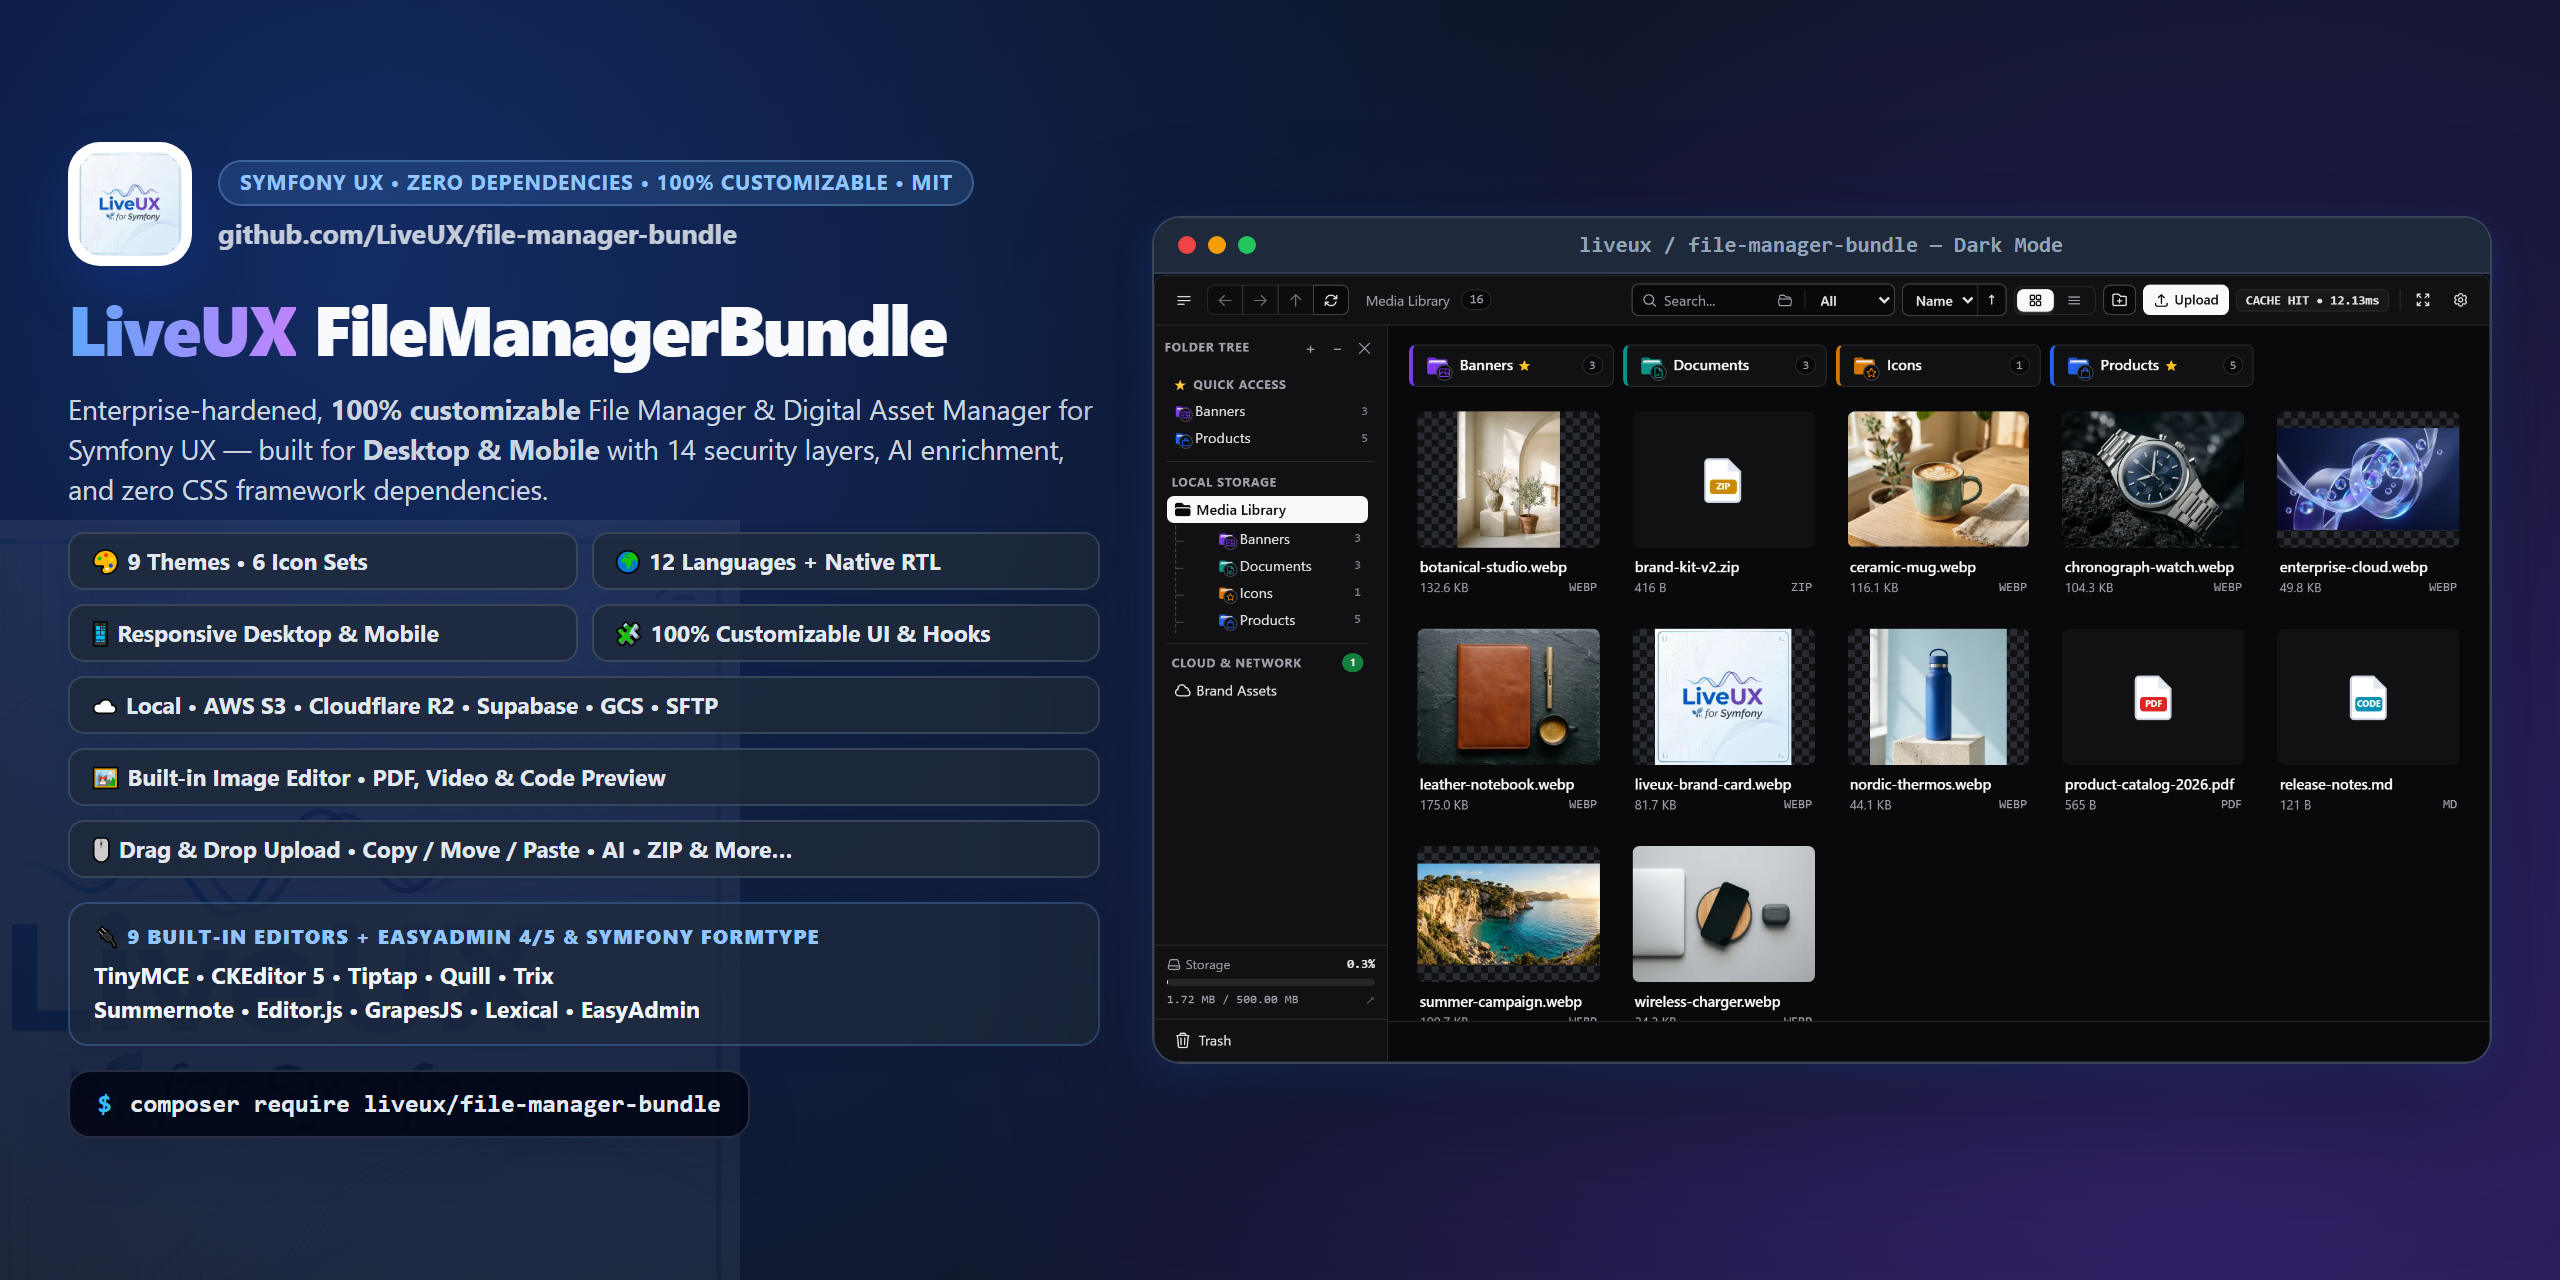 LiveUX
for Symfony
SYMFONY UX • ZERO DEPENDENCIES • 100% CUSTOMIZABLE • MIT
github.com/LiveUX/file-manager-bundle
LiveUX FileManagerBundle
Enterprise-hardened, 100% customizable File Manager & Digital Asset Manager for
Symfony UX — built for Desktop & Mobile with 14 security layers, AI enrichment,
and zero CSS framework dependencies.
9 Themes • 6 Icon Sets
12 Languages + Native RTL
Responsive Desktop & Mobile
100% Customizable UI & Hooks
Local • AWS S3 • Cloudflare R2 • Supabase • GCS • SFTP
Built-in Image Editor • PDF, Video & Code Preview
Drag & Drop Upload • Copy / Move / Paste • AI • ZIP & More...
9 BUILT-IN EDITORS + EASYADMIN 4/5 & SYMFONY FORMTYPE
TinyMCE • CKEditor 5 • Tiptap • Quill • Trix
Summernote • Editor.js • GrapesJS • Lexical • EasyAdmin
$ composer require liveux/file-manager-bundle
liveux / file-manager-bundle — Dark Mode
Media Library 16
Search...
All
Name
Upload
CACHE HIT • 12.13ms
FOLDER TREE
QUICK ACCESS
Banners 3
Products 5
LOCAL STORAGE
Media Library
Banners 3
Documents 3
Icons 1
Products 5
CLOUD & NETWORK 1
Brand Assets
Storage 0.3%
1.72 MB / 500.00 MB
Trash
Banners 3
Documents 3
Icons 1
Products 5
ZIP
botanical-studio.webp
132.6 KB WEBP
brand-kit-v2.zip
416 B ZIP
ceramic-mug.webp
116.1 KB WEBP
chronograph-watch.webp
104.3 KB WEBP
enterprise-cloud.webp
49.8 KB WEBP
LiveUX
for Symfony
PDF
CODE
leather-notebook.webp
175.0 KB WEBP
liveux-brand-card.webp
81.7 KB WEBP
nordic-thermos.webp
44.1 KB WEBP
product-catalog-2026.pdf
565 B PDF
release-notes.md
121 B MD
summer-campaign.webp
wireless-charger.webp